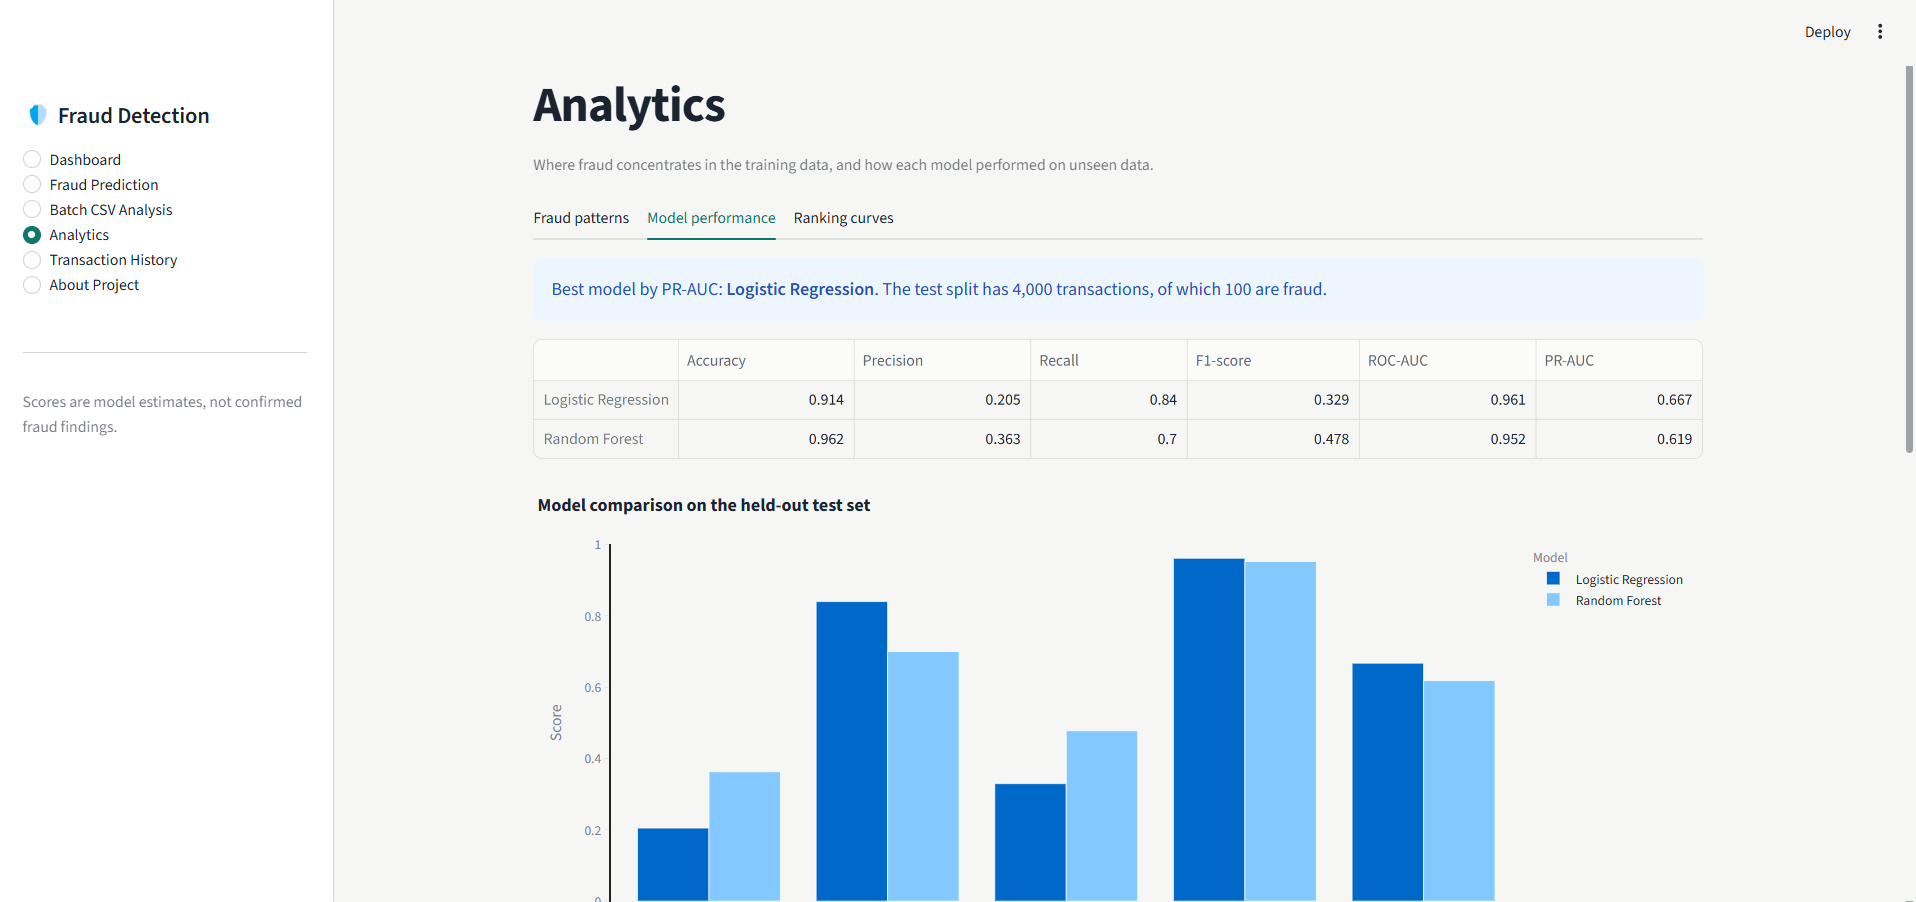 Deploy
Fraud Detection
Dashboard
Fraud Prediction
Batch CSV Analysis
Analytics
Transaction History
About Project
Scores are model estimates, not confirmed
fraud findings.
Analytics
Where fraud concentrates in the training data, and how each model performed on unseen data.
Fraud patterns Model performance Ranking curves
Best model by PR-AUC: Logistic Regression. The test split has 4,000 transactions, of which 100 are fraud.
Accuracy Precision Recall F1-score ROC-AUC PR-AUC
Logistic Regression 0.914 0.205 0.84 0.329 0.961 0.667
Random Forest 0.962 0.363 0.7 0.478 0.952 0.619
Model comparison on the held-out test set
1
0.8
0.6
0.4
0.2
0
Score
Model
Logistic Regression
Random Forest